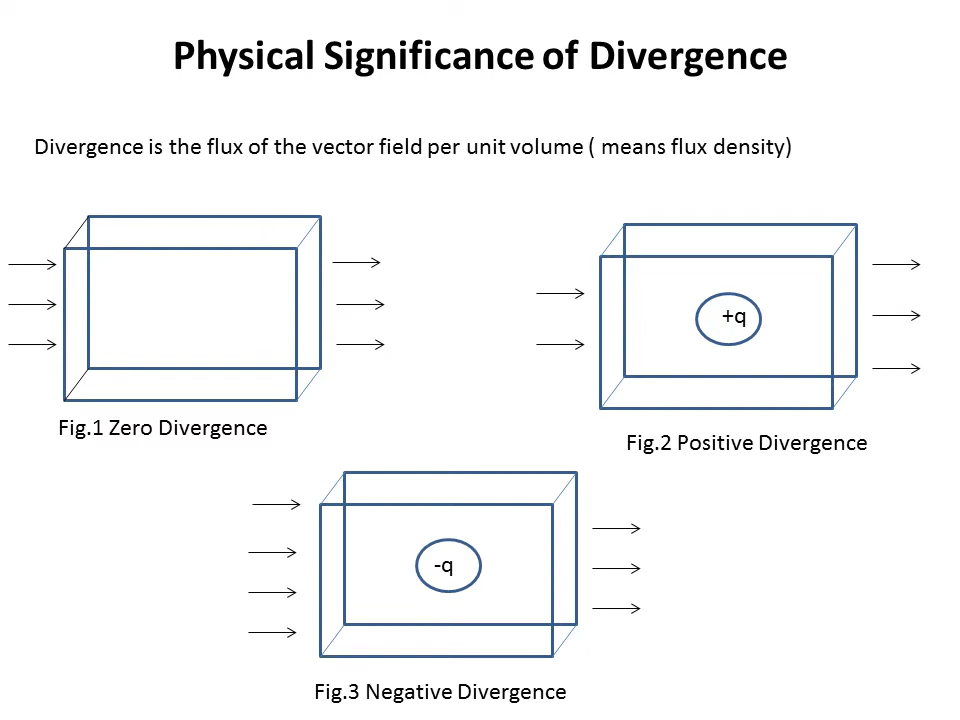 Physical Significance of Divergence
Divergence is the flux of the vector field per unit volume ( means flux density)
+q
Fig.1 Zero Divergence
Fig.2 Positive Divergence
-q
Fig.3 Negative Divergence